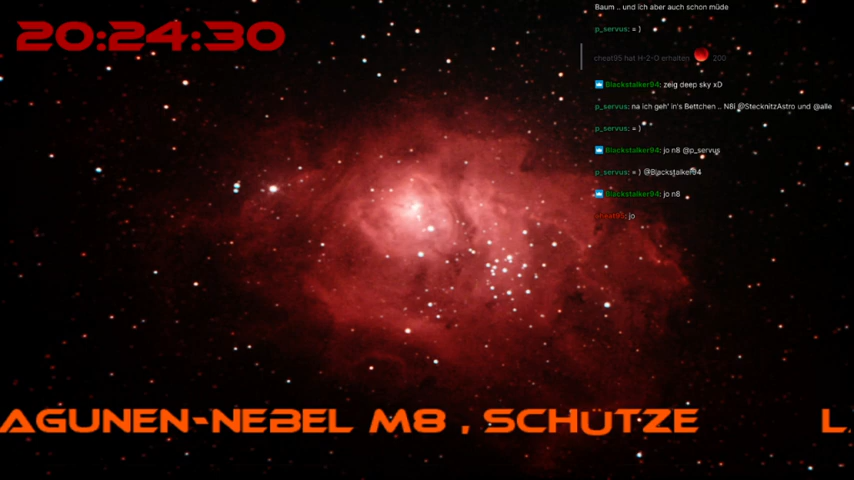 20:24:30
Baum .. und ich aber auch schon müde
p_servus: = )
cheat95 hat H-2-O erhalten 200
Blackstalker94: zeig deep sky xD
p_servus: na ich geh' in's Bettchen .. N8i @StecknitzAstro und @alle
p_servus: = )
Blackstalker94: jo n8 @p_servus
p_servus: = ) @Blackstalker94
Blackstalker94: jo n8
cheat95: jo
AGUNEN-NEBEL M8 , SCHÜTZE L